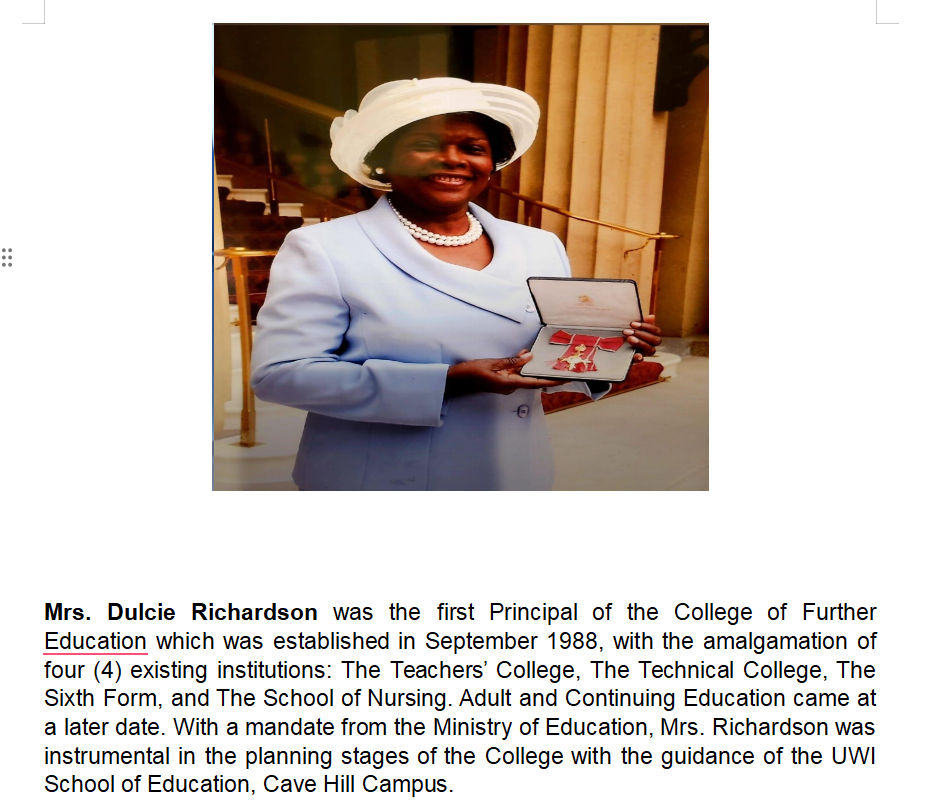 Mrs. Dulcie Richardson was the first Principal of the College of Further
Education which was established in September 1988, with the amalgamation of
four (4) existing institutions: The Teachers’ College, The Technical College, The
Sixth Form, and The School of Nursing. Adult and Continuing Education came at
a later date. With a mandate from the Ministry of Education, Mrs. Richardson was
instrumental in the planning stages of the College with the guidance of the UWI
School of Education, Cave Hill Campus.